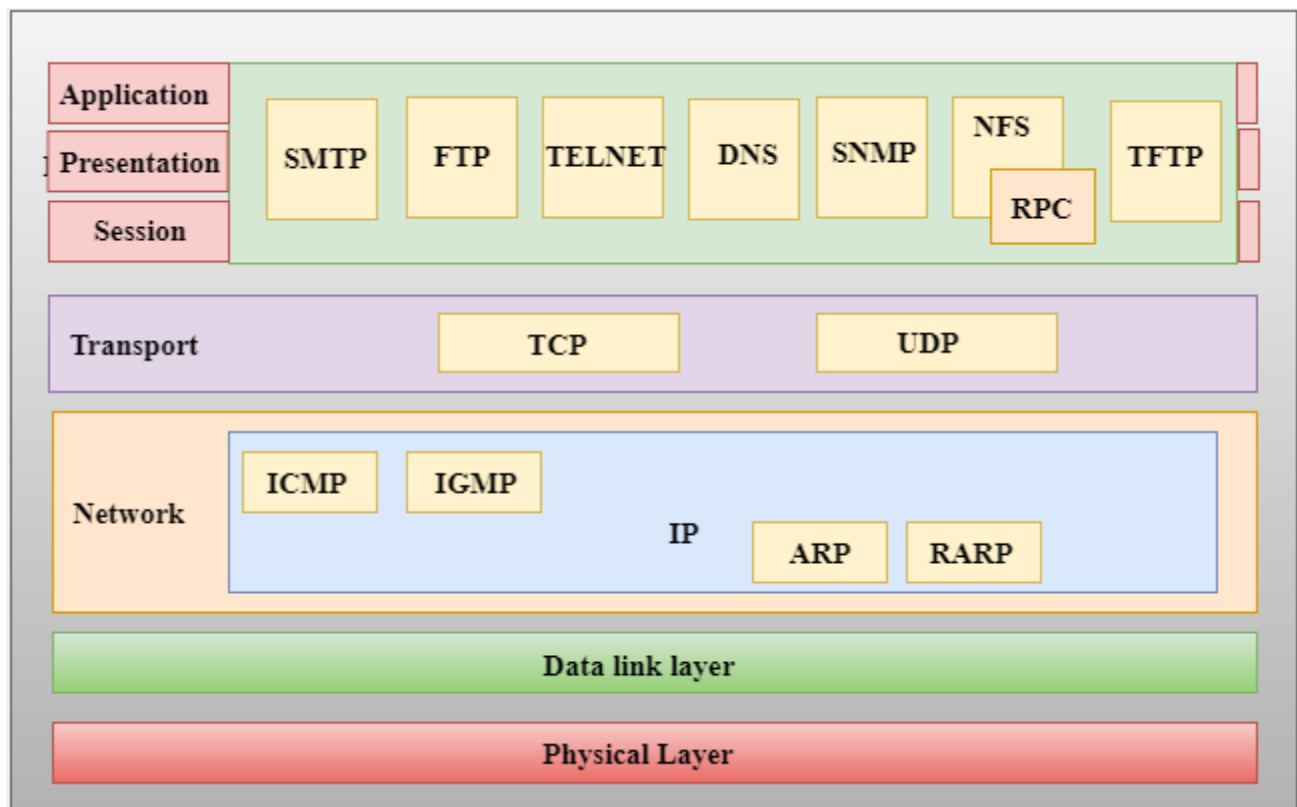 Application
Presentation
Session
SMTP
FTP
TELNET
DNS
SNMP
NFS
RPC
TFTP
Transport
TCP
UDP
Network
ICMP
IGMP
IP
ARP
RARP
Data link layer
Physical Layer